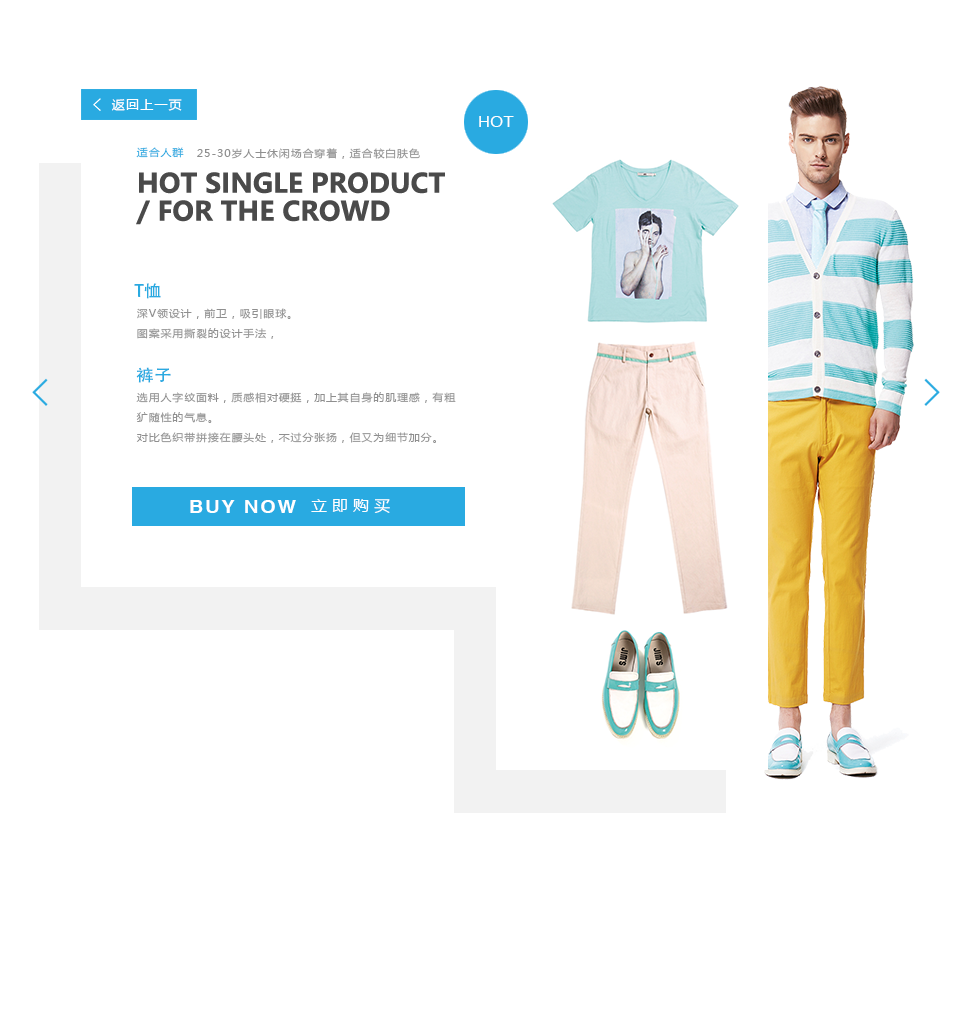 返回上一页
HOT
适合人群 25-30岁人士休闲场合穿着，适合较白肤色
HOT SINGLE PRODUCT
/ FOR THE CROWD
T恤
深V领设计，前卫，吸引眼球。
图案采用撕裂的设计手法，
裤子
选用人字纹面料，质感相对硬挺，加上其自身的肌理感，有粗
犷随性的气息。
对比色织带拼接在腰头处，不过分张扬，但又为细节加分。
BUY NOW 立即购买
JIM'S
JIM'S